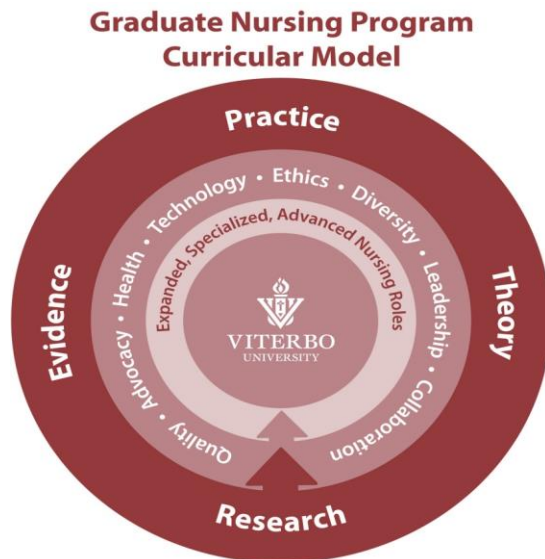 Graduate Nursing Program
Curricular Model
Practice
Quality • Advocacy • Health • Technology • Ethics • Diversity • Leadership • Collaboration
Expanded, Specialized, Advanced Nursing Roles
Evidence
Theory
VITERBO
UNIVERSITY
Research